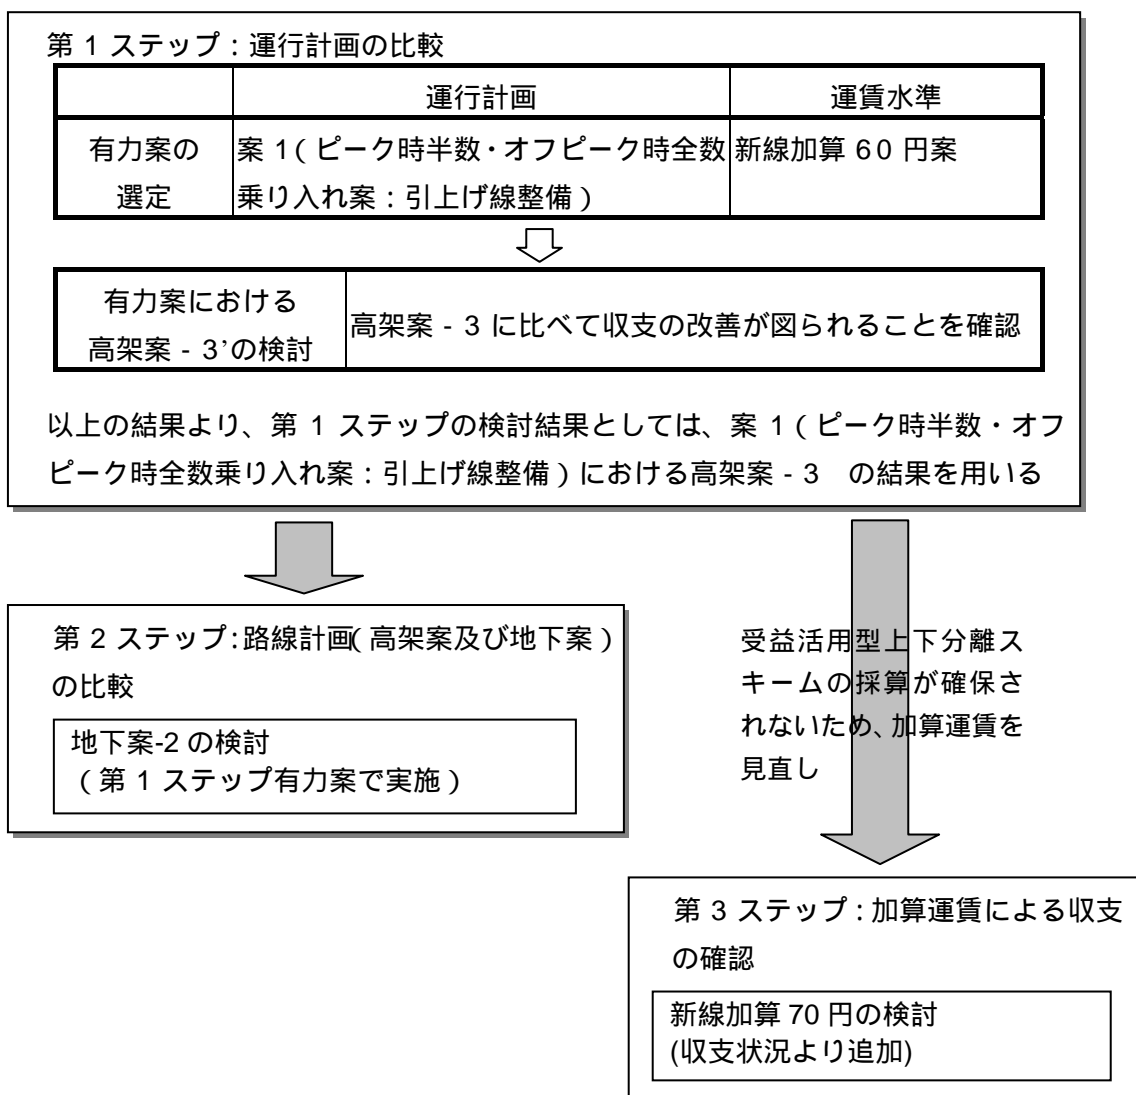 第 1 ステップ：運行計画の比較
運行計画 運賃水準
有力案の 案 1（ピーク時半数・オフピーク時全数 新線加算 60 円案
選定 乗り入れ案：引上げ線整備）
有力案における
高架案 - 3’の検討
高架案 - 3 に比べて収支の改善が図られることを確認
以上の結果より、第 1 ステップの検討結果としては、案 1（ピーク時半数・オフ
ピーク時全数乗り入れ案：引上げ線整備）における高架案 - 3　の結果を用いる
第 2 ステップ：路線計画（高架案及び地下案）
の比較
地下案-2 の検討
（第 1 ステップ有力案で実施）
受益活用型上下分離ス
キームの採算が確保さ
れないため、加算運賃を
見直し
第 3 ステップ：加算運賃による収支
の確認
新線加算 70 円の検討
(収支状況より追加)